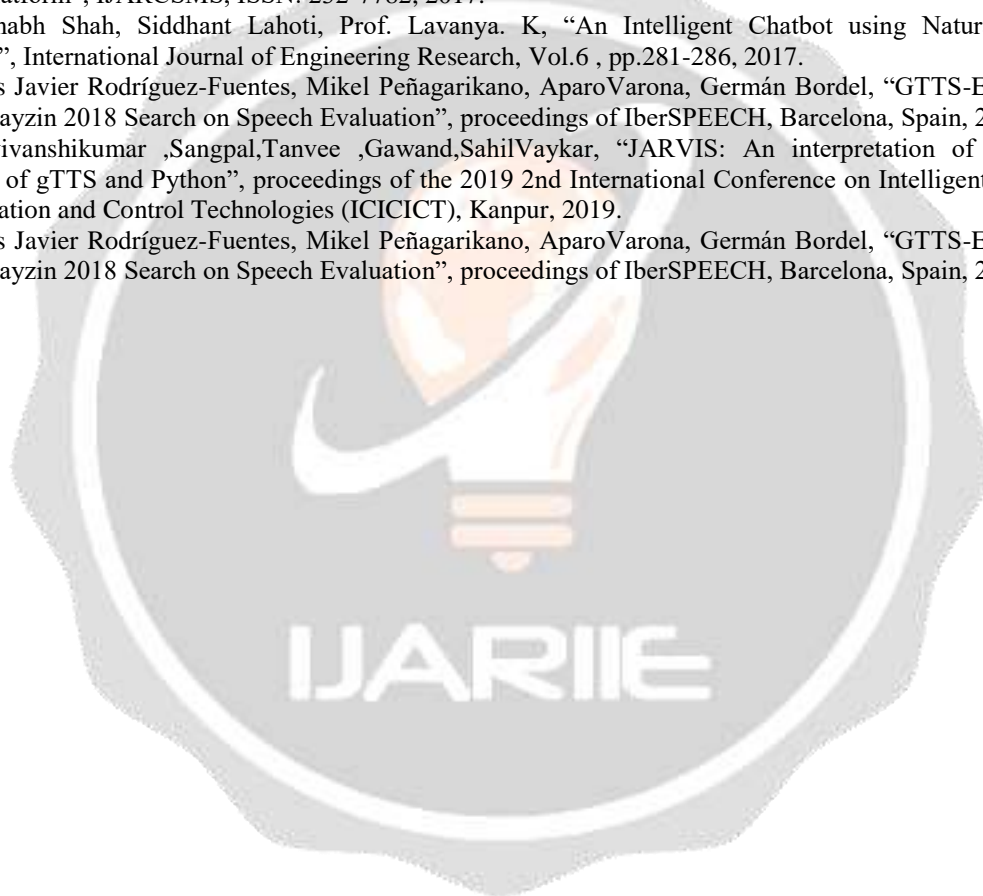 atform", IJARCSMS, ISSN: 232-7782, 2017.
nabh Shah, Siddhant Lahoti, Prof. Lavanya. K, “An Intelligent Chatbot using Natur
”, International Journal of Engineering Research, Vol.6 , pp.281-286, 2017.
s Javier Rodríguez-Fuentes, Mikel Peñagarikano, AparoVarona, Germán Bordel, “GTTS-E
ayzin 2018 Search on Speech Evaluation”, proceedings of IberSPEECH, Barcelona, Spain, 2
ivanshikumar ,Sangpal,Tanvee ,Gawand,SahilVaykar, “JARVIS: An interpretation of
of gTTS and Python”, proceedings of the 2019 2nd International Conference on Intelligent
ation and Control Technologies (ICICICT), Kanpur, 2019.
s Javier Rodríguez-Fuentes, Mikel Peñagarikano, AparoVarona, Germán Bordel, “GTTS-E
ayzin 2018 Search on Speech Evaluation”, proceedings of IberSPEECH, Barcelona, Spain, 2
IJARIIE